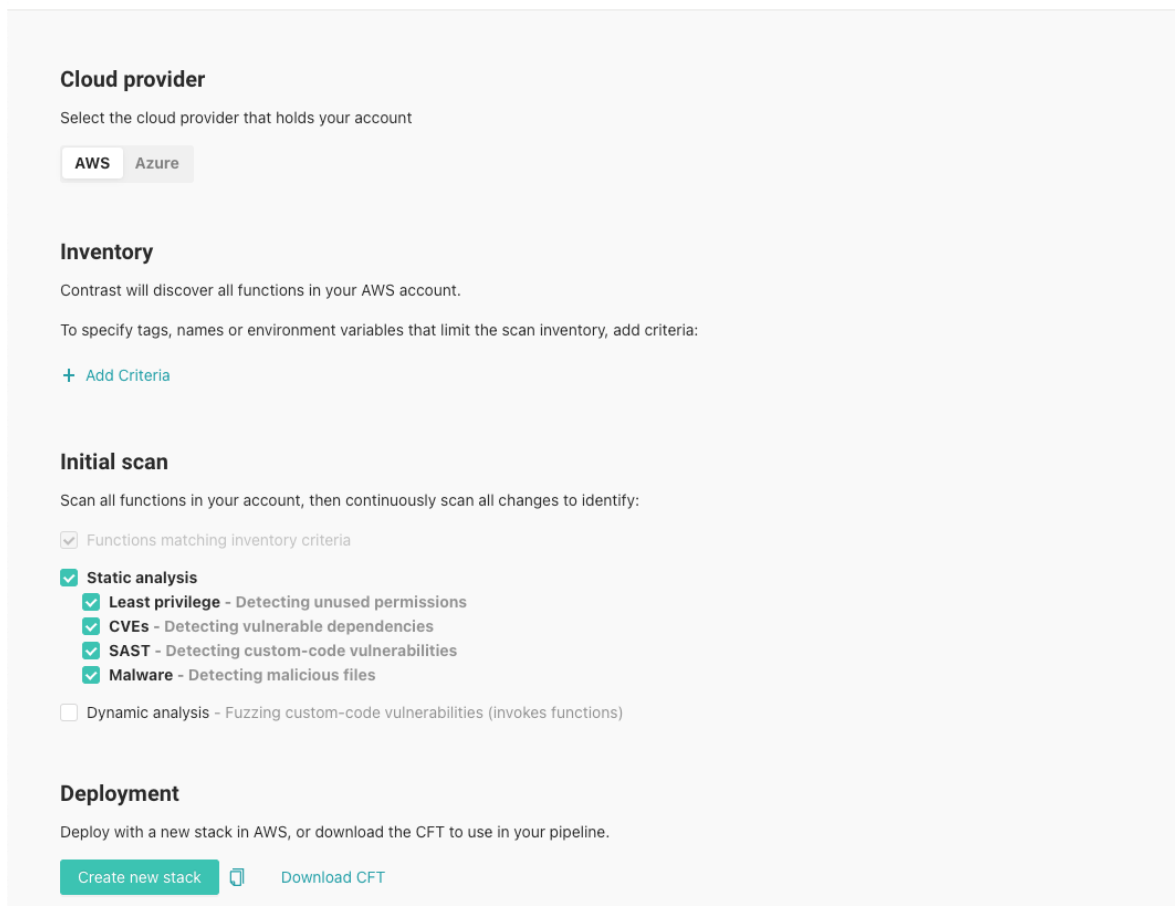 Cloud provider
Select the cloud provider that holds your account
AWS Azure
Inventory
Contrast will discover all functions in your AWS account.
To specify tags, names or environment variables that limit the scan inventory, add criteria:
+ Add Criteria
Initial scan
Scan all functions in your account, then continuously scan all changes to identify:
Functions matching inventory criteria
Static analysis
Least privilege - Detecting unused permissions
CVEs - Detecting vulnerable dependencies
SAST - Detecting custom-code vulnerabilities
Malware - Detecting malicious files
Dynamic analysis - Fuzzing custom-code vulnerabilities (invokes functions)
Deployment
Deploy with a new stack in AWS, or download the CFT to use in your pipeline.
Create new stack Download CFT